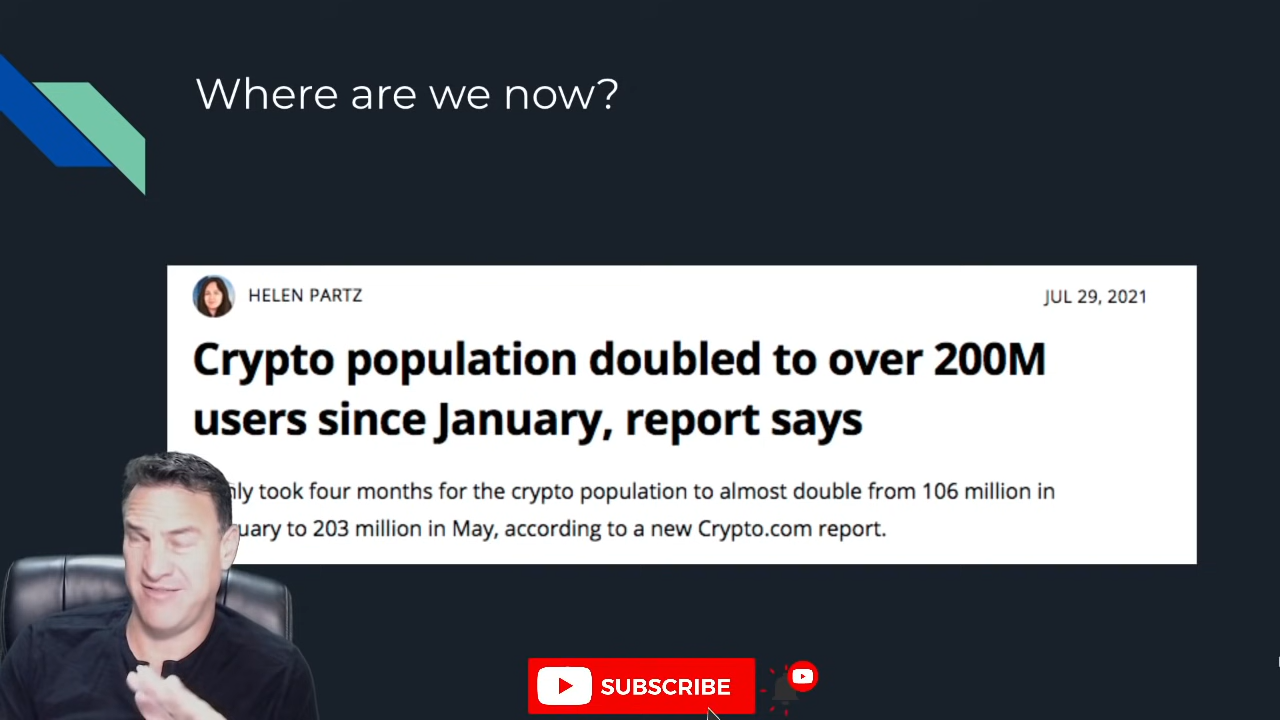 Where are we now?
HELEN PARTZ
JUL 29, 2021
Crypto population doubled to over 200M
users since January, report says
took four months for the crypto population to almost double from 106 million in
to 203 million in May, according to a new Crypto.com report.
SUBSCRIBE